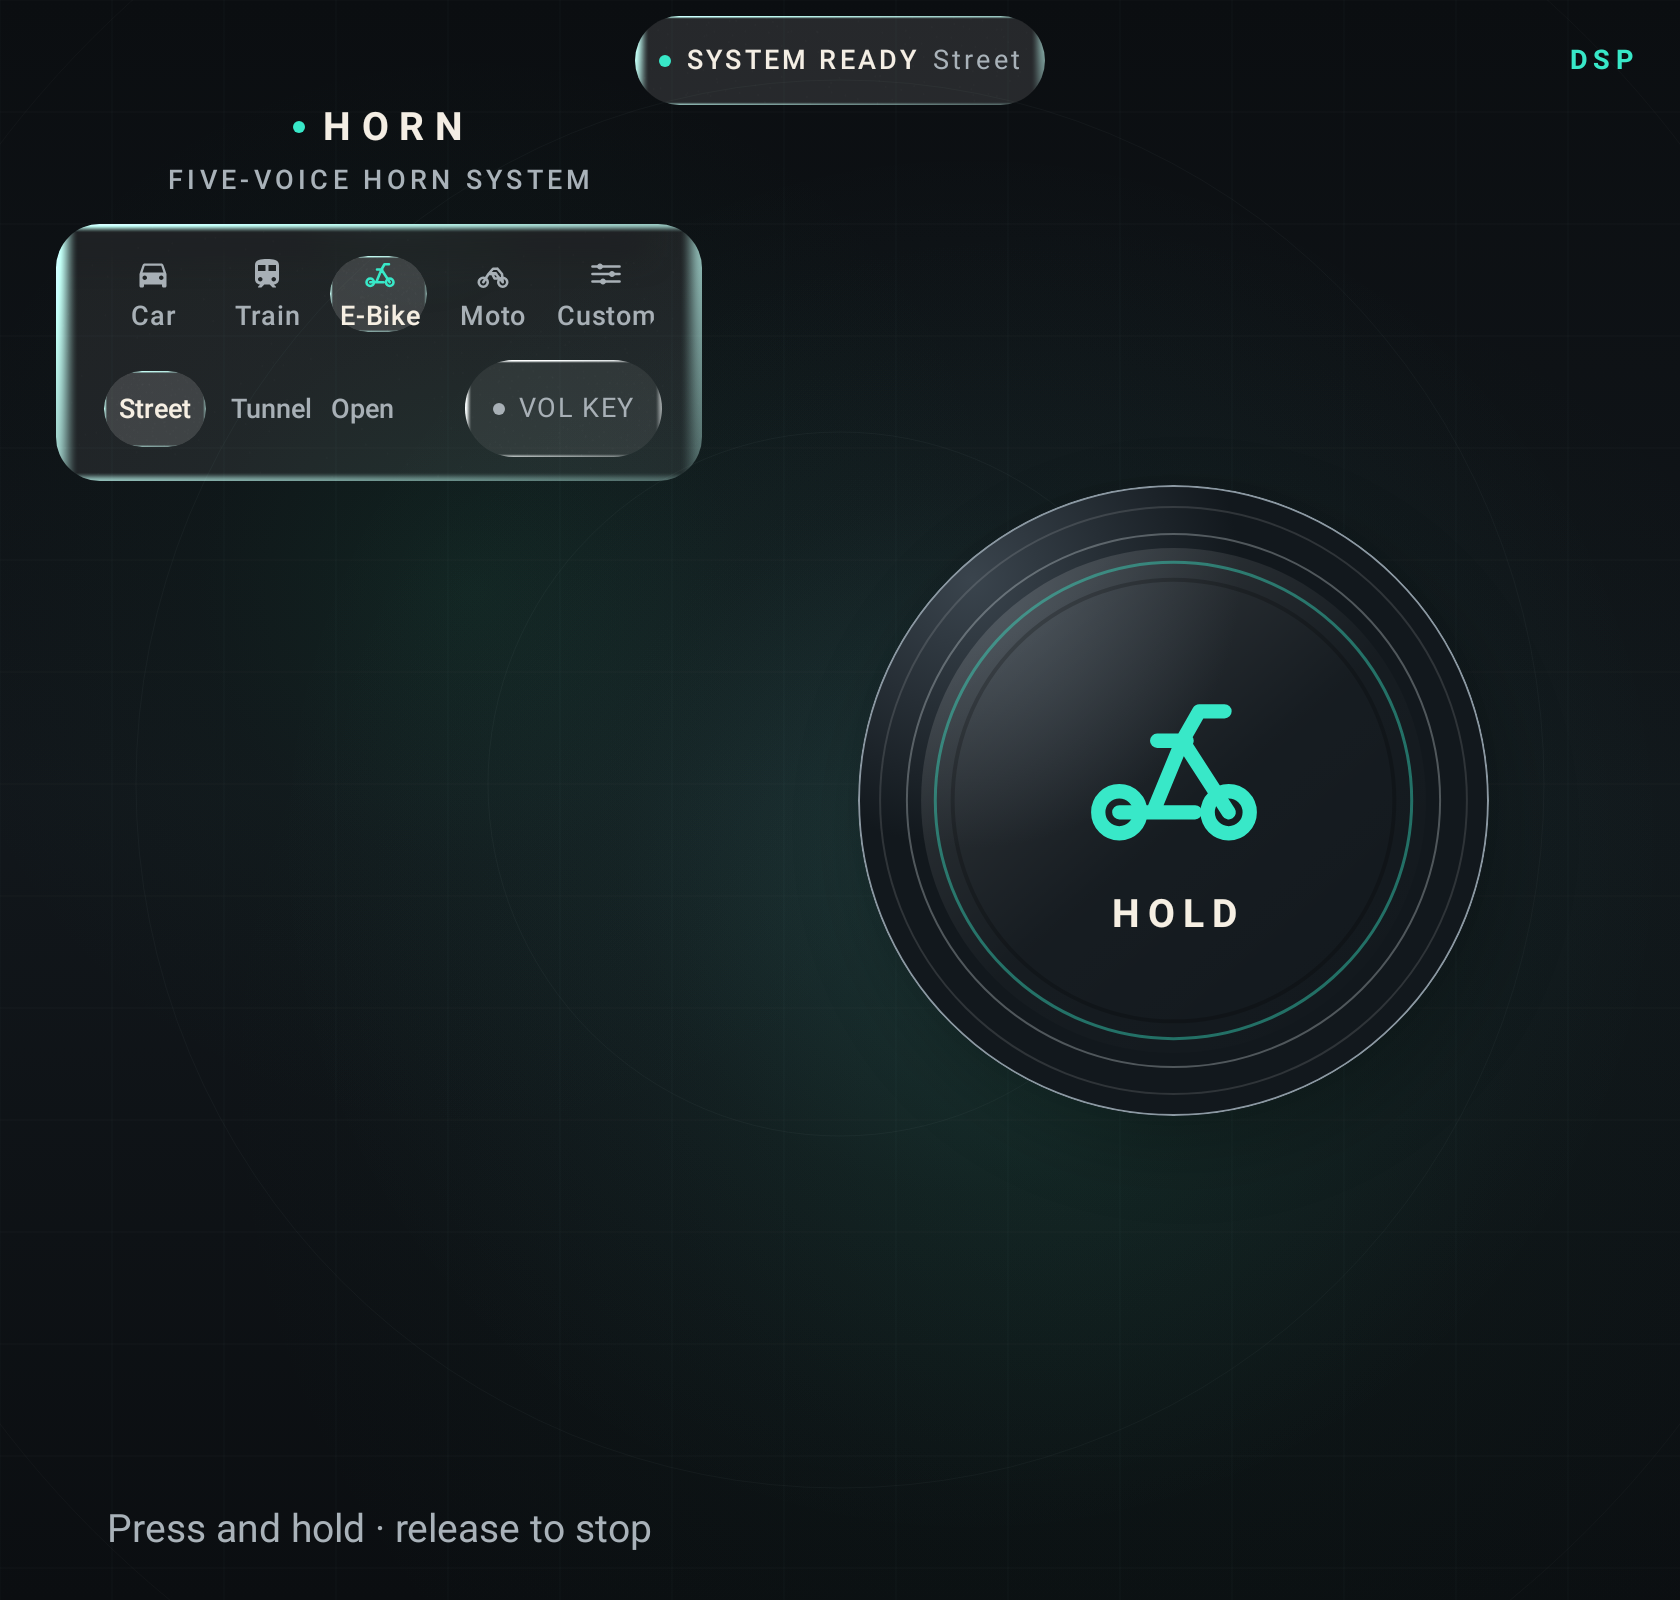 SYSTEM READY Street
DSP
HORN
FIVE-VOICE HORN SYSTEM
Car Train E-Bike Moto Custom
Street Tunnel Open VOL KEY
HOLD
Press and hold · release to stop